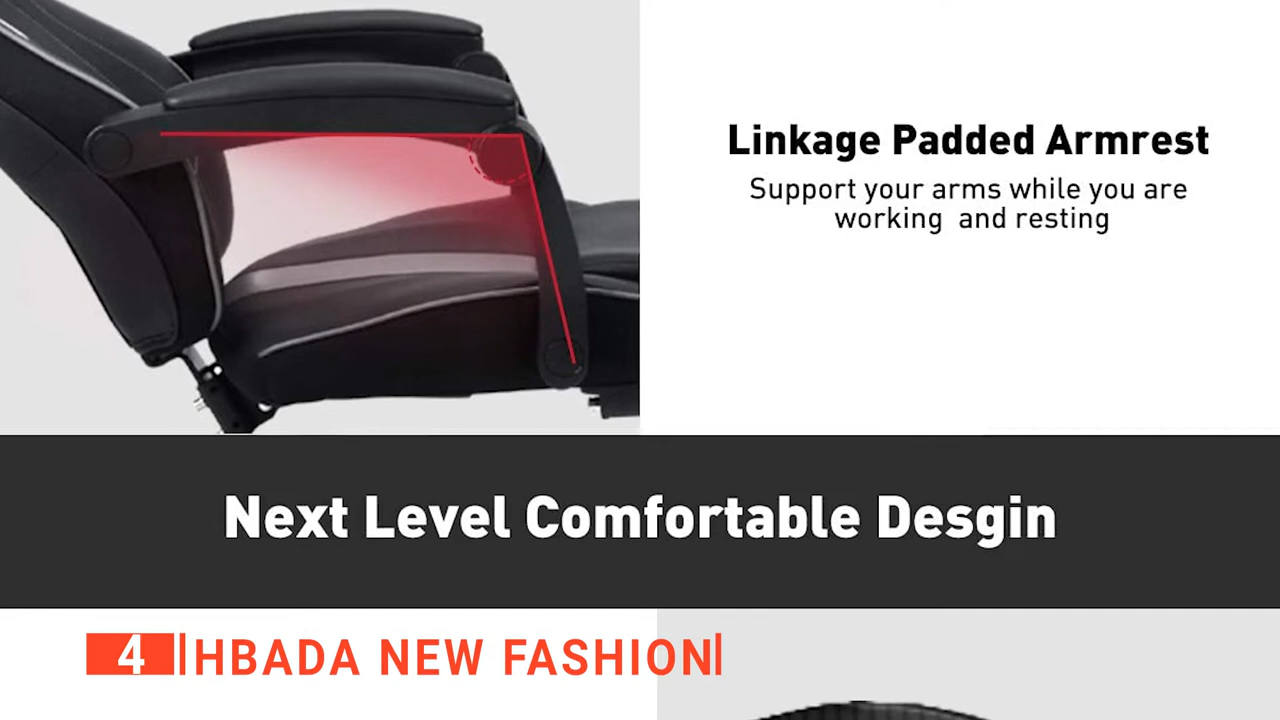 Linkage Padded Armrest
Support your arms while you are
working and resting
Next Level Comfortable Desgin
4 HBADA NEW FASHION